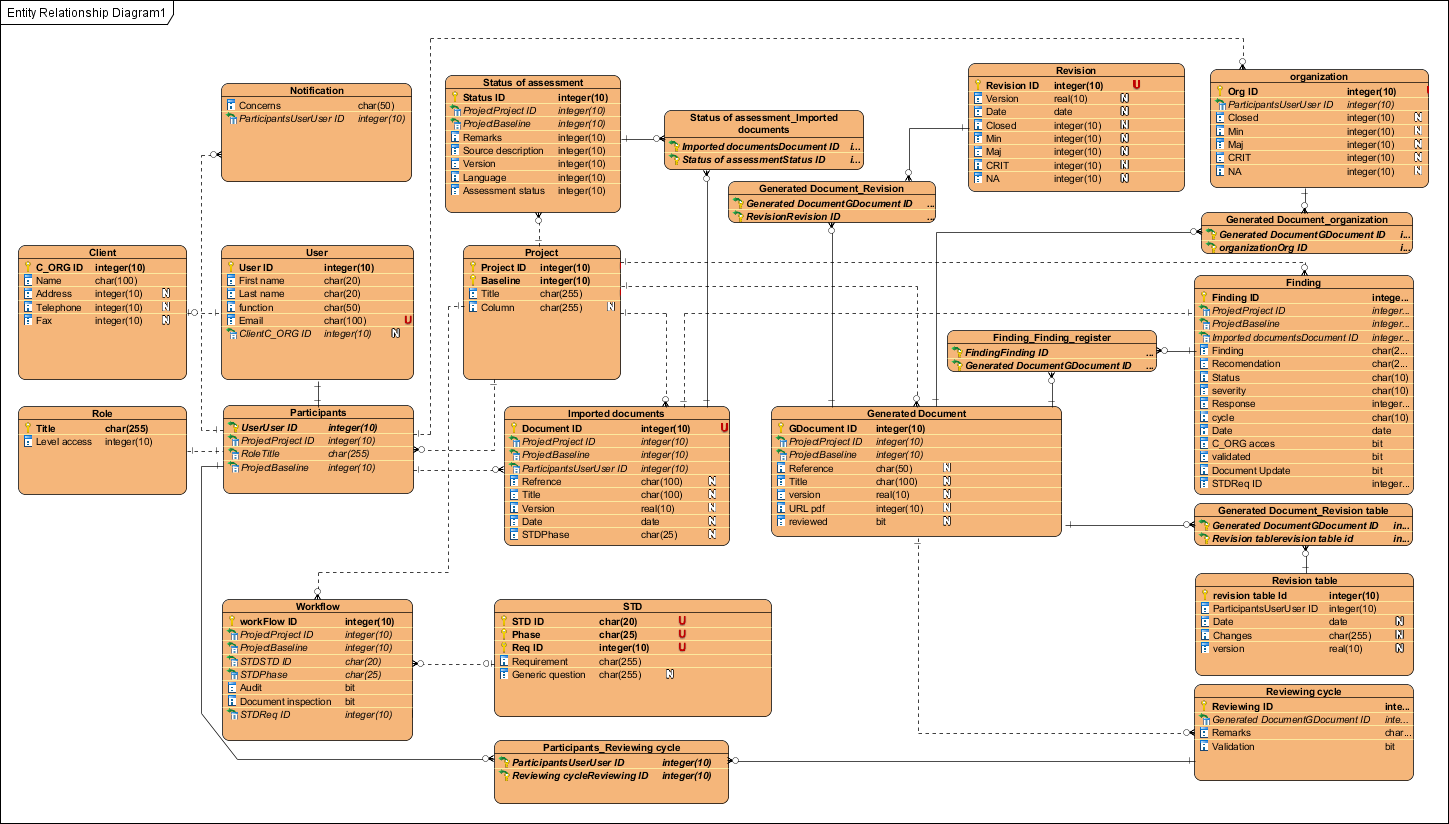 Entity Relationship Diagram1
Notification
Concerns char(50)
ParticipantsUserUser ID integer(10)
Status of assessment
Status ID integer(10)
ProjectProject ID integer(10)
ProjectBaseline integer(10)
Remarks integer(10)
Source description integer(10)
Version integer(10)
Language integer(10)
Assessment status integer(10)
Status of assessment_Imported
documents
Imported documentsDocument ID i...
Status of assessmentStatus ID i...
Revision
Revision ID integer(10) U
Version real(10) N
Date date N
Closed integer(10) N
Min integer(10) N
Maj integer(10) N
CRIT integer(10) N
NA integer(10) N
organization
Org ID integer(10)
ParticipantsUserUser ID integer(10)
Closed integer(10) N
Min integer(10) N
Maj integer(10) N
CRIT integer(10) N
NA integer(10) N
Generated Document_Revision
Generated DocumentGDocument ID ...
RevisionRevision ID ...
Generated Document_organization
Generated DocumentGDocument ID i...
organizationOrg ID i...
Client
C_ORG ID integer(10)
Name char(100)
Address integer(10) N
Telephone integer(10) N
Fax integer(10) N
User
User ID integer(10)
First name char(20)
Last name char(20)
function char(50)
Email char(100) U
ClientC_ORG ID integer(10) N
Project
Project ID integer(10)
Baseline integer(10)
Title char(255)
Column char(255) N
Finding
Finding ID intege...
ProjectProject ID integer...
ProjectBaseline integer...
Imported documentsDocument ID integer...
Finding char(2...
Recomendation char(2...
Status char(10)
severity char(10)
Response integer...
cycle char(10)
Date date
C_ORG acces bit
validated bit
Document Update bit
STDReq ID integer...
Finding_Finding_register
FindingFinding ID ...
Generated DocumentGDocument ID ...
Role
Title char(255)
Level access integer(10)
Participants
UserUser ID integer(10)
ProjectProject ID integer(10)
RoleTitle char(255)
ProjectBaseline integer(10)
Imported documents
Document ID integer(10) U
ProjectProject ID integer(10)
ProjectBaseline integer(10)
ParticipantsUserUser ID integer(10)
Refrence char(100) N
Title char(100) N
Version real(10) N
Date date N
STDPhase char(25) N
Generated Document
GDocument ID integer(10)
ProjectProject ID integer(10)
ProjectBaseline integer(10)
Reference char(50) N
Title char(100) N
version real(10) N
URL pdf integer(10) N
reviewed bit N
Generated Document_Revision table
Generated DocumentGDocument ID in...
Revision tablerevision table id in...
Revision table
revision table Id integer(10)
ParticipantsUserUser ID integer(10)
Date date N
Changes char(255) N
version real(10) N
Workflow
workFlow ID integer(10)
ProjectProject ID integer(10)
ProjectBaseline integer(10)
STDSTD ID char(20)
STDPhase char(25)
Audit bit
Document inspection bit
STDReq ID integer(10)
STD
STD ID char(20) U
Phase char(25) U
Req ID integer(10) U
Requirement char(255)
Generic question char(255) N
Reviewing cycle
Reviewing ID inte...
Generated DocumentGDocument ID inte...
Remarks char...
Validation bit
Participants_Reviewing cycle
ParticipantsUserUser ID integer(10)
Reviewing cycleReviewing ID integer(10)